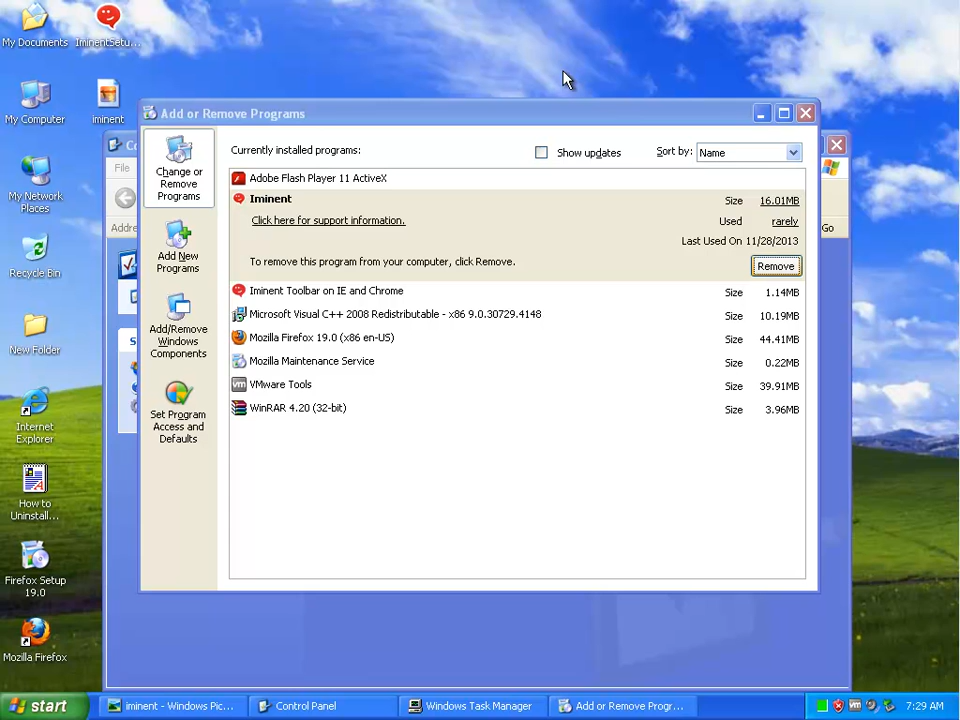 My Documents
IminentSetu...
My Computer
iminent
My Network
Places
Recycle Bin
New Folder
Internet
Explorer
How to
Uninstall...
Firefox Setup
19.0
Mozilla Firefox
File
Addre
Go
Add or Remove Programs
Change or
Remove
Programs
Add New
Programs
Add/Remove
Windows
Components
Set Program
Access and
Defaults
Currently installed programs:
Show updates
Sort by:
Name
Adobe Flash Player 11 ActiveX
Iminent
Size 16.01MB
Click here for support information.
Used rarely
Last Used On 11/28/2013
To remove this program from your computer, click Remove.
Remove
Iminent Toolbar on IE and Chrome Size 1.14MB
Microsoft Visual C++ 2008 Redistributable - x86 9.0.30729.4148 Size 10.19MB
Mozilla Firefox 19.0 (x86 en-US) Size 44.41MB
Mozilla Maintenance Service Size 0.22MB
VMware Tools Size 39.91MB
WinRAR 4.20 (32-bit) Size 3.96MB
start
iminent - Windows Pic...
Control Panel
Windows Task Manager
Add or Remove Progr...
7:29 AM